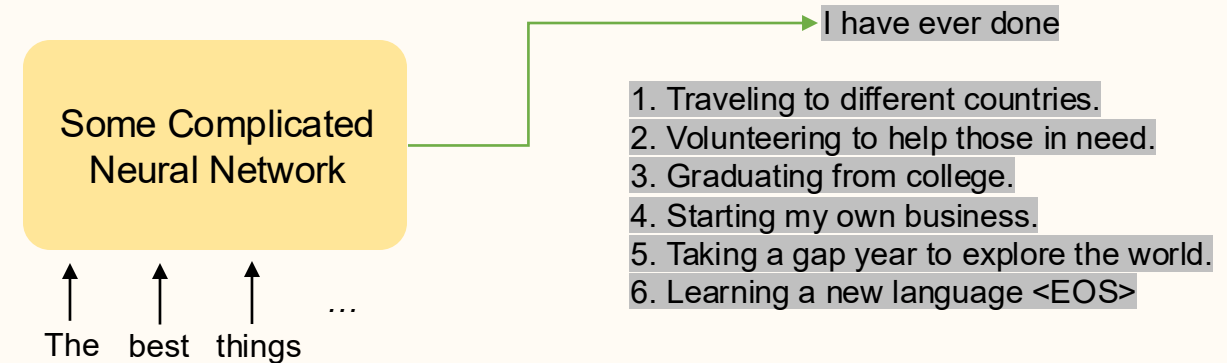 I have ever done
Some Complicated
Neural Network
1. Traveling to different countries.
2. Volunteering to help those in need.
3. Graduating from college.
4. Starting my own business.
5. Taking a gap year to explore the world.
6. Learning a new language <EOS>
The best things ...